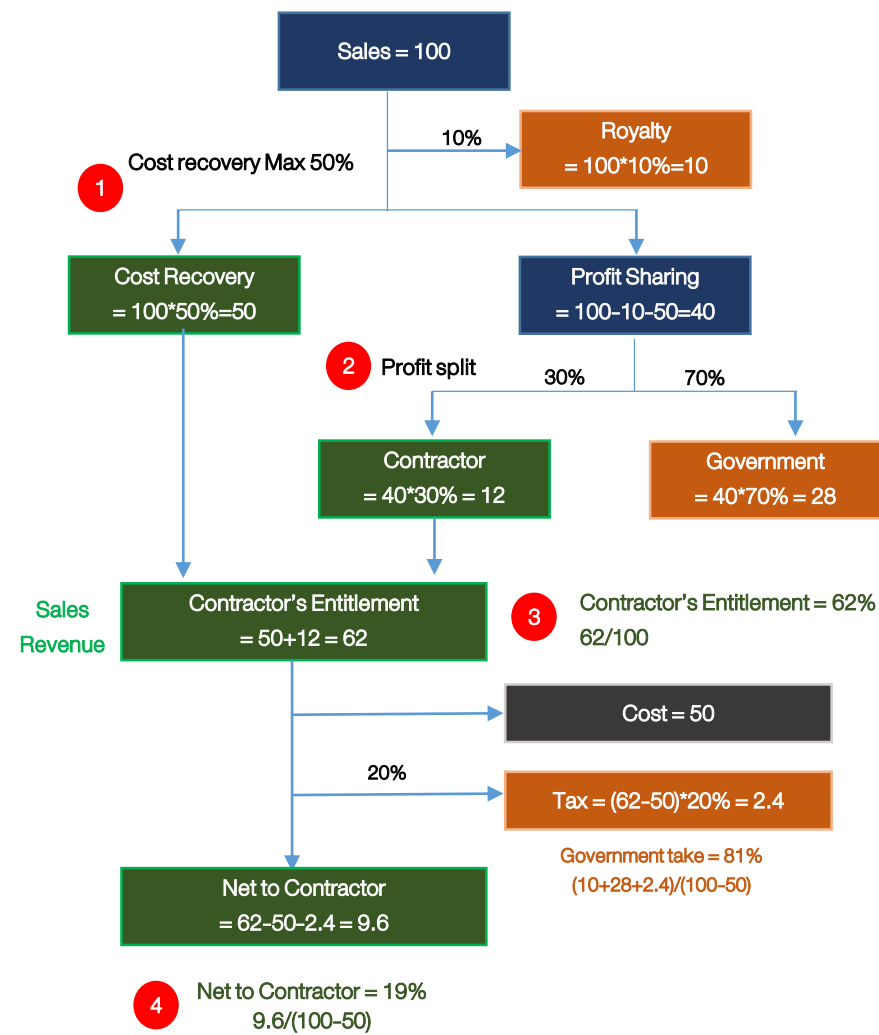 Sales = 100
10%
Royalty
= 100*10%=10
Cost recovery Max 50%
1
Cost Recovery
= 100*50%=50
Profit Sharing
= 100-10-50=40
2
Profit split
30%
70%
Contractor
= 40*30% = 12
Government
= 40*70% = 28
Sales
Revenue
Contractor's Entitlement
= 50+12 = 62
3
Contractor's Entitlement = 62%
62/100
Cost = 50
20%
Tax = (62-50)*20% = 2.4
Government take = 81%
(10+28+2.4)/(100-50)
Net to Contractor
= 62-50-2.4 = 9.6
4
Net to Contractor = 19%
9.6/(100-50)